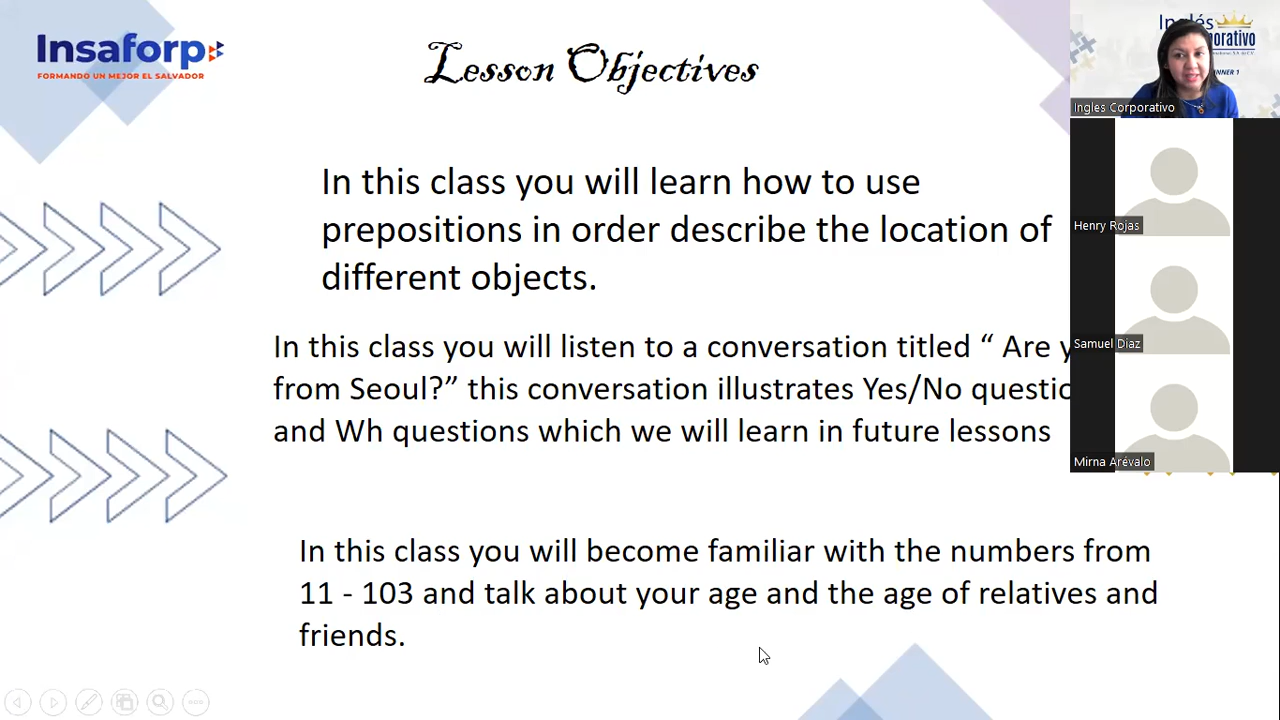 Insaforp
FORMANDO UN MEJOR EL SALVADOR
Lesson Objectives
In this class you will learn how to use
prepositions in order describe the location of
different objects.
In this class you will listen to a conversation titled “ Are
from Seoul?” this conversation illustrates Yes/No
and Wh questions which we will learn in future lessons
In this class you will become familiar with the numbers from
11 - 103 and talk about your age and the age of relatives and
friends.
Inglés
Ingles Corporativo
Henry Rojas
Samuel Diaz
Mirna Arévalo